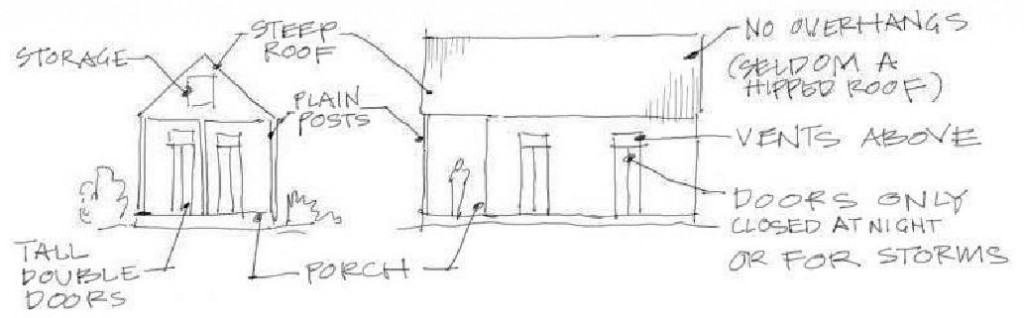 STORAGE
STEEP
ROOF
PLAIN
POSTS
NO OVERHANGS
(SELDOM A
HIPPED ROOF)
VENTS ABOVE
DOORS ONLY
CLOSED AT NIGHT
OR FOR STORMS
TALL
DOUBLE
DOORS
PORCH